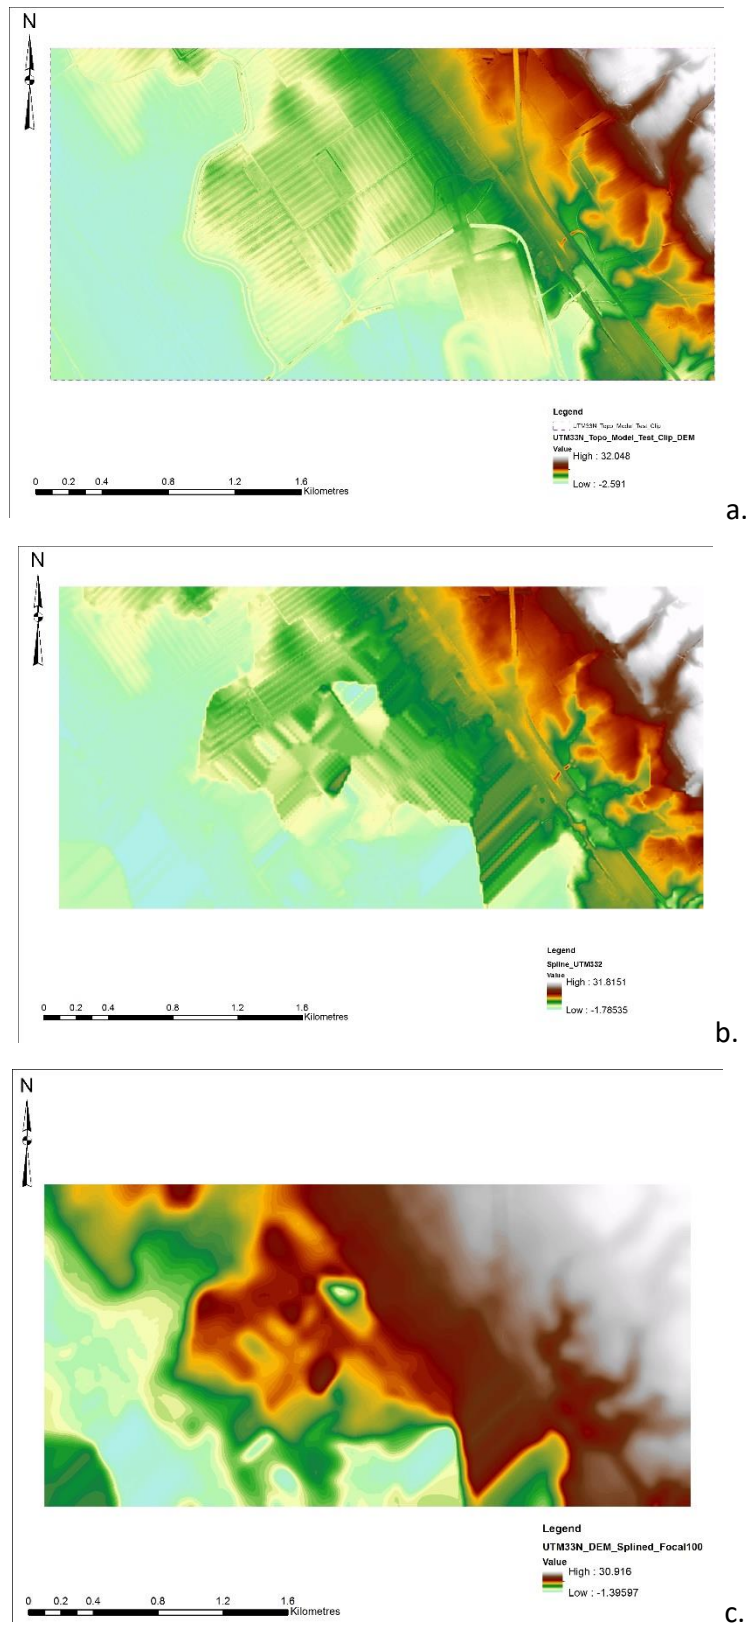 N
Legend
UTM33N_Topo_Model_Test_Clip
UTM33N_Topo_Model_Test_Clip_DEM
Value
High : 32.048
Low : -2.591
0 0.2 0.4 0.8 1.2 1.6
Kilometres
a.
N
Legend
Spline_UTM332
Value
High : 31.8151
Low : -1.78535
0 0.2 0.4 0.8 1.2 1.6
Kilometres
b.
N
Legend
UTM33N_DEM_Splined_Focal100
Value
High : 30.916
Low : -1.39597
0 0.2 0.4 0.8 1.2 1.6
Kilometres
c.